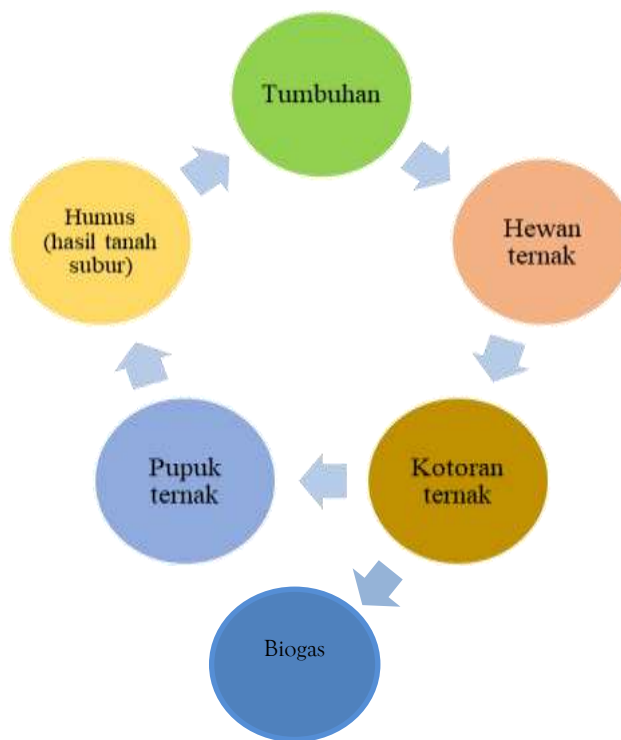 Tumbuhan
Humus
(hasil tanah
subur)
Hewan
ternak
Pupuk
ternak
Kotoran
ternak
Biogas